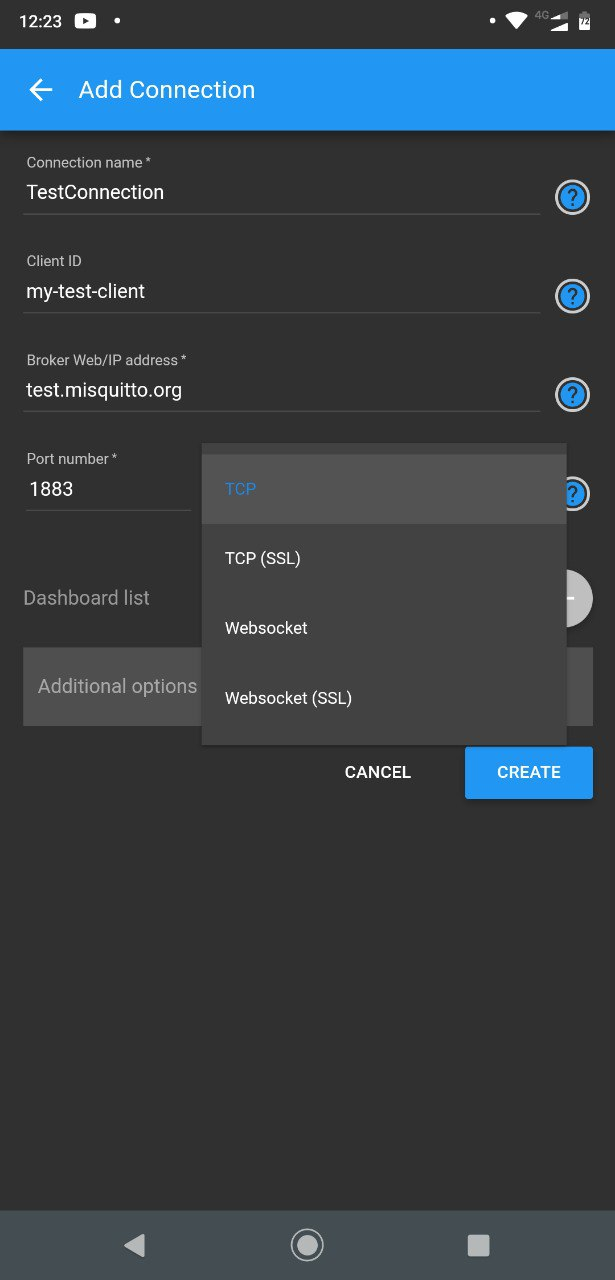 12:23
4G
72
Add Connection
Connection name *
TestConnection
?
Client ID
my-test-client
?
Broker Web/IP address *
test.misquitto.org
?
Port number *
1883
TCP
?
TCP (SSL)
Dashboard list
Websocket
Additional options
Websocket (SSL)
CANCEL
CREATE